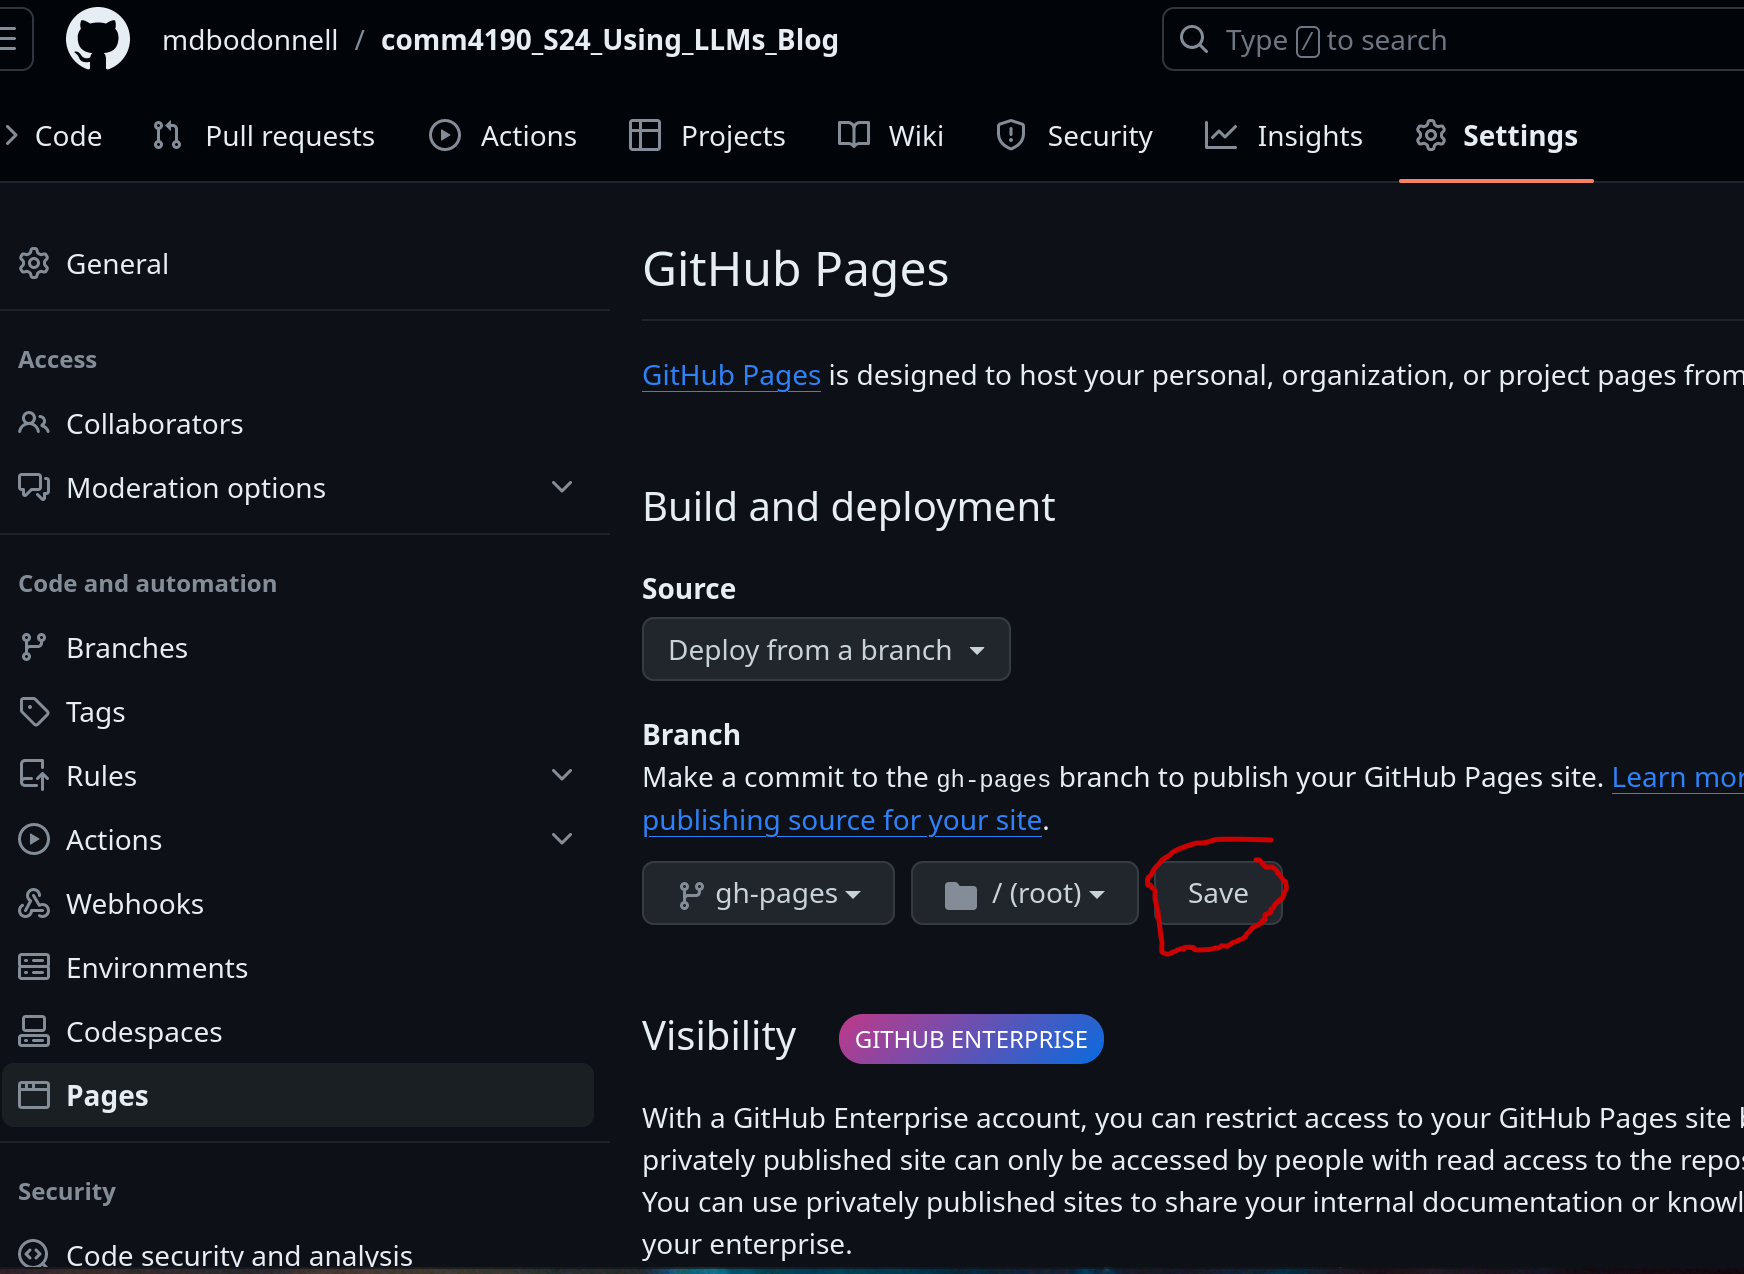 mdbodonnell / comm4190_S24_Using_LLMs_Blog
Type / to search
Code Pull requests Actions Projects Wiki Security Insights Settings
General
Access
Collaborators
Moderation options
Code and automation
Branches
Tags
Rules
Actions
Webhooks
Environments
Codespaces
Pages
Security
Code security and analysis
GitHub Pages
GitHub Pages is designed to host your personal, organization, or project pages from
Build and deployment
Source
Deploy from a branch
Branch
Make a commit to the gh-pages branch to publish your GitHub Pages site. Learn mor
publishing source for your site.
gh-pages / (root) Save
Visibility GITHUB ENTERPRISE
With a GitHub Enterprise account, you can restrict access to your GitHub Pages site b
privately published site can only be accessed by people with read access to the repos
You can use privately published sites to share your internal documentation or knowl
your enterprise.